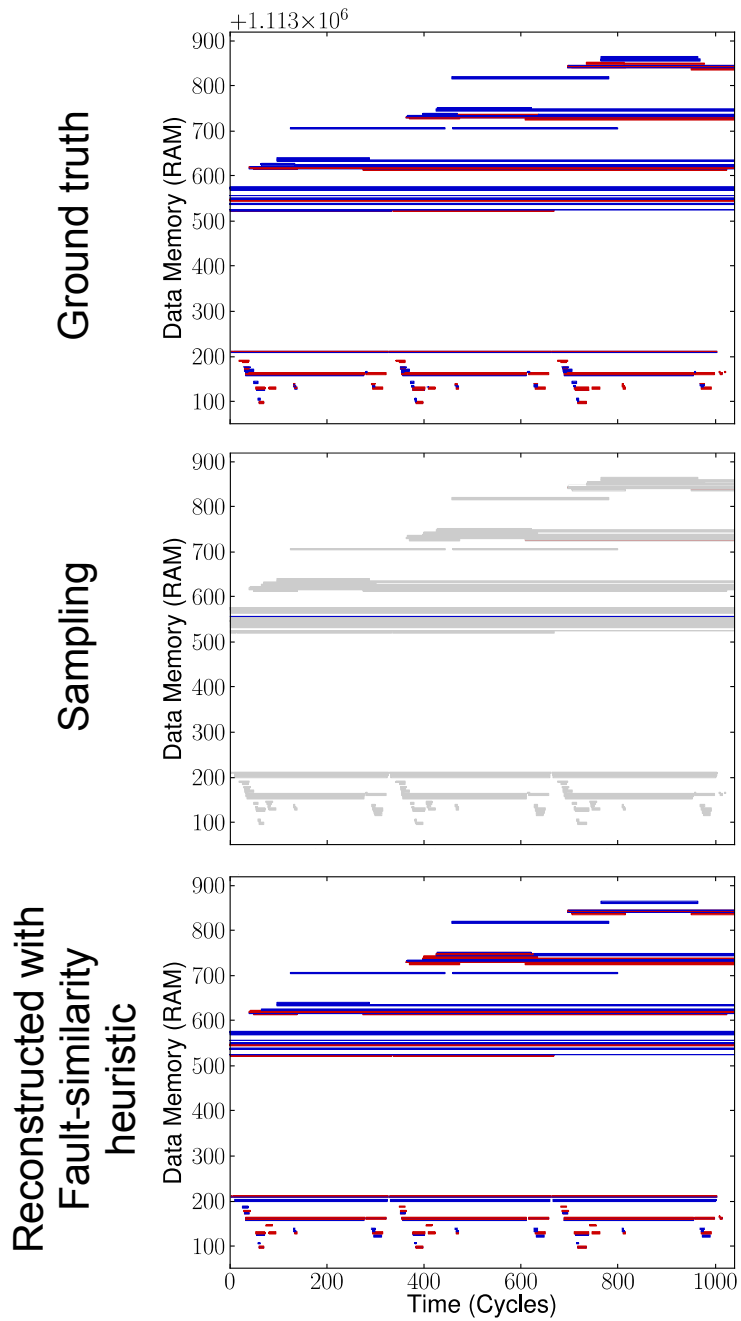 +1.113×10⁶
Ground truth
Data Memory (RAM)
900
800
700
600
500
400
300
200
100
Sampling
Data Memory (RAM)
900
800
700
600
500
400
300
200
100
Reconstructed with
Fault-similarity
heuristic
Data Memory (RAM)
900
800
700
600
500
400
300
200
100
0 200 400 600 800 1000
Time (Cycles)